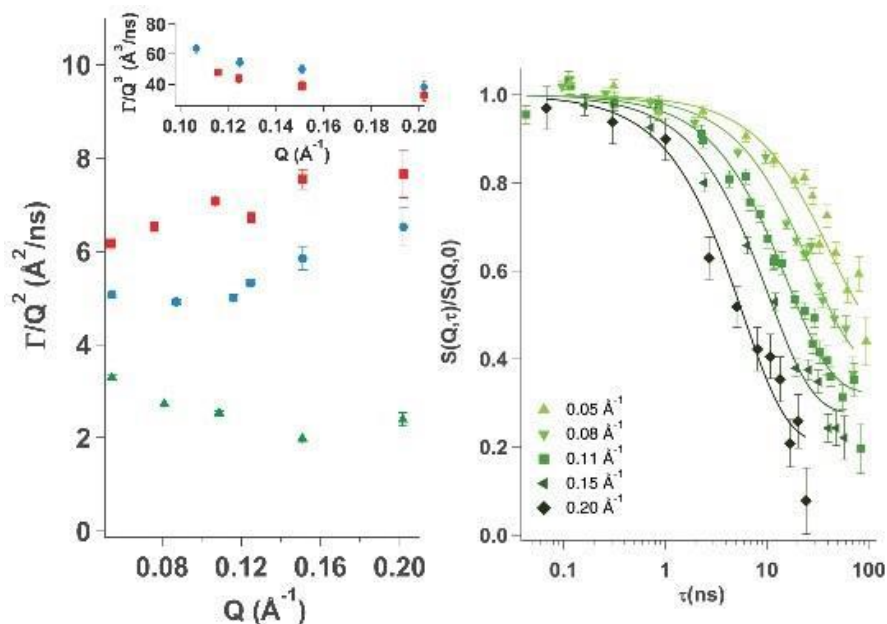 Γ/Q² (Å²/ns)
10
8
6
4
2
0
0.08
0.12
0.16
0.20
Q (Å⁻¹)
Γ/Q³ (Å³/ns)
80
60
40
0.10
0.12
0.14
0.16
0.18
0.20
Q (Å⁻¹)
S(Q,τ)/S(Q,0)
1.0
0.8
0.6
0.4
0.2
0.0
0.05 Å⁻¹
0.08 Å⁻¹
0.11 Å⁻¹
0.15 Å⁻¹
0.20 Å⁻¹
0.1
1
10
100
τ(ns)